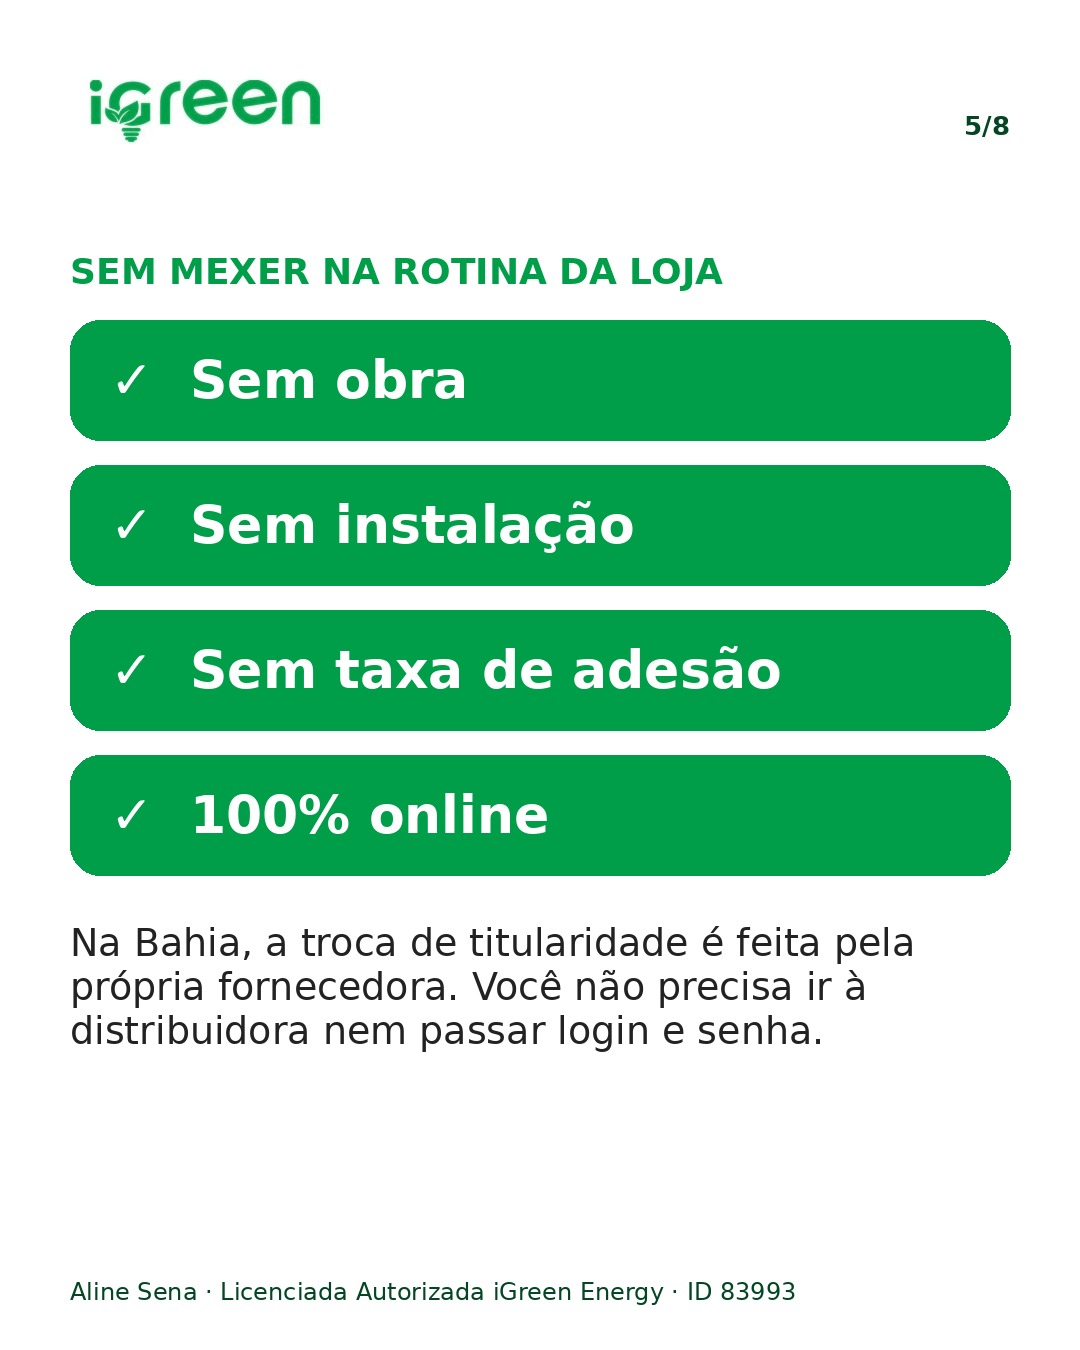 iGreen
5/8
SEM MEXER NA ROTINA DA LOJA
✓ Sem obra
✓ Sem instalação
✓ Sem taxa de adesão
✓ 100% online
Na Bahia, a troca de titularidade é feita pela
própria fornecedora. Você não precisa ir à
distribuidora nem passar login e senha.
Aline Sena · Licenciada Autorizada iGreen Energy · ID 83993